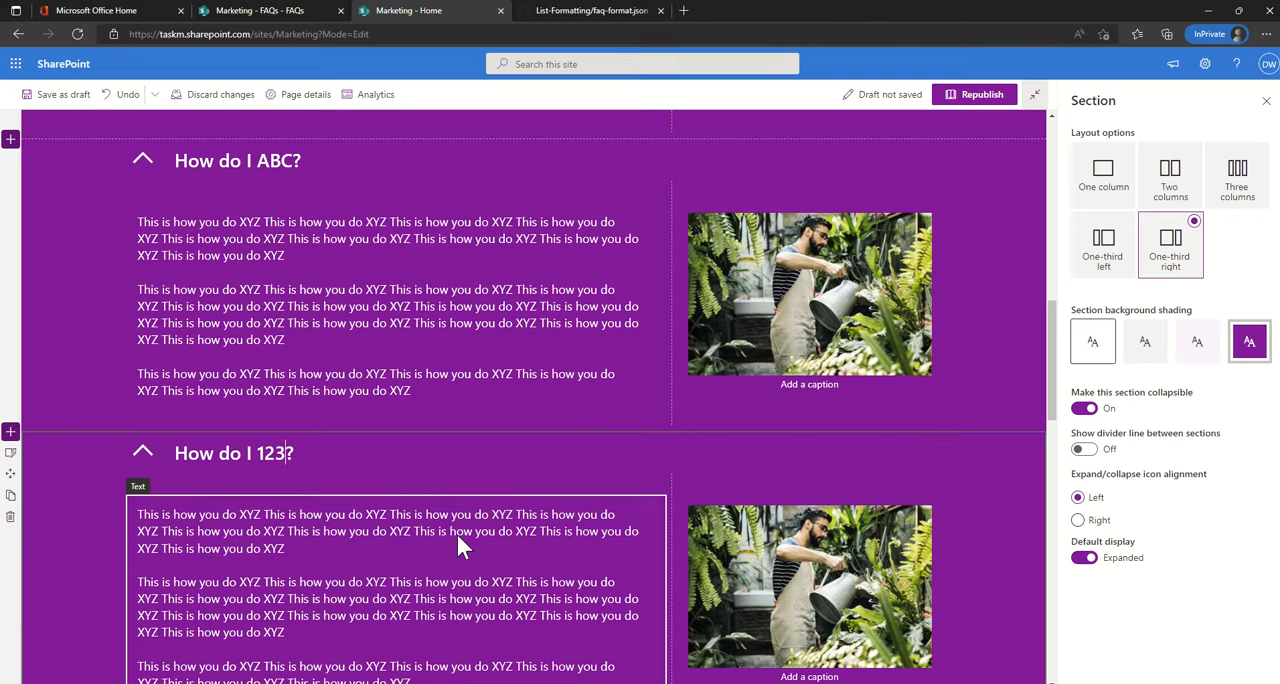 Microsoft Office Home
Marketing - FAQs - FAQs
Marketing - Home
List-Formatting/faq-format.json
https://taskm.sharepoint.com/sites/Marketing?Mode=Edit
InPrivate
SharePoint
Search this site
DW
Save as draft
Undo
Discard changes
Page details
Analytics
Draft not saved
Republish
How do I ABC?
This is how you do XYZ This is how you do XYZ This is how you do XYZ This is how you do
XYZ This is how you do XYZ This is how you do XYZ This is how you do XYZ This is how you do
XYZ This is how you do XYZ
This is how you do XYZ This is how you do XYZ This is how you do XYZ This is how you do
XYZ This is how you do XYZ This is how you do XYZ This is how you do XYZ This is how you do
XYZ This is how you do XYZ This is how you do XYZ This is how you do XYZ This is how you do
XYZ This is how you do XYZ
This is how you do XYZ This is how you do XYZ This is how you do XYZ This is how you do
XYZ This is how you do XYZ This is how you do XYZ
Add a caption
How do I 123?
Text
This is how you do XYZ This is how you do XYZ This is how you do XYZ This is how you do
XYZ This is how you do XYZ This is how you do XYZ This is how you do XYZ This is how you do
XYZ This is how you do XYZ
This is how you do XYZ This is how you do XYZ This is how you do XYZ This is how you do
XYZ This is how you do XYZ This is how you do XYZ This is how you do XYZ This is how you do
XYZ This is how you do XYZ This is how you do XYZ This is how you do XYZ This is how you do
XYZ This is how you do XYZ
This is how you do XYZ This is how you do XYZ This is how you do XYZ This is how you do
XYZ This is how you do XYZ This is how you do XYZ
Add a caption
Section
Layout options
One column
Two
columns
Three
columns
One-third
left
One-third
right
Section background shading
Make this section collapsible
On
Show divider line between sections
Off
Expand/collapse icon alignment
Left
Right
Default display
Expanded